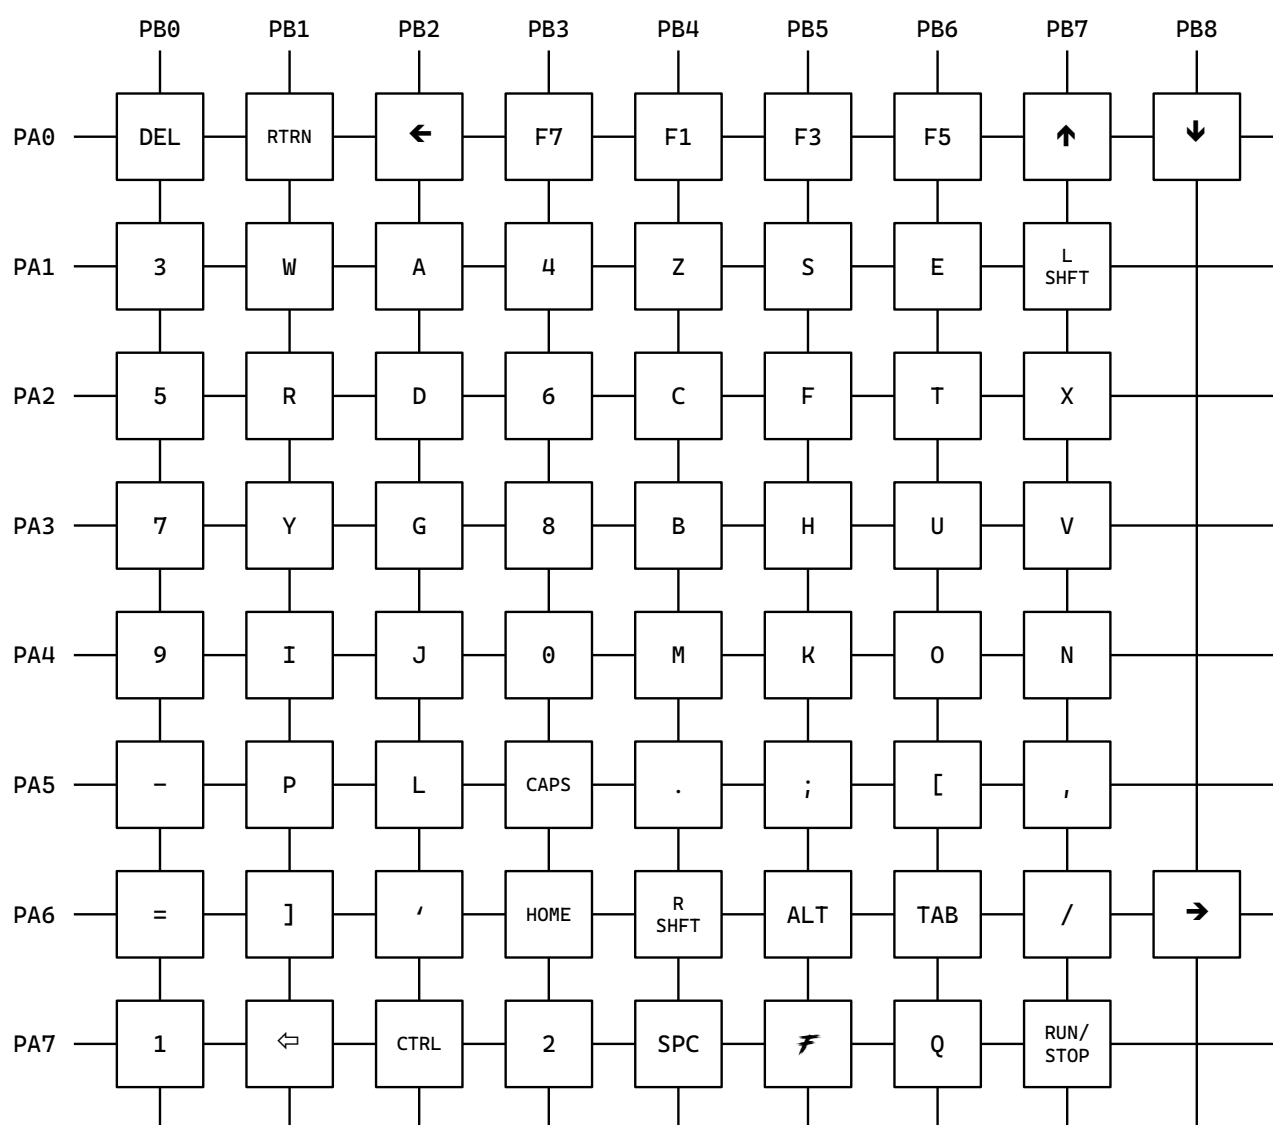 PB0 PB1 PB2 PB3 PB4 PB5 PB6 PB7 PB8
PA0 DEL RTRN 🡰 F7 F1 F3 F5 🡱 🡳
PA1 3 W A 4 Z S E L SHFT
PA2 5 R D 6 C F T X
PA3 7 Y G 8 B H U V
PA4 9 I J 0 M K O N
PA5 - P L CAPS . ; [ ,
PA6 = ] ‘ HOME R SHFT ALT TAB / 🡲
PA7 1 ⇦ CTRL 2 SPC F Q RUN/ STOP